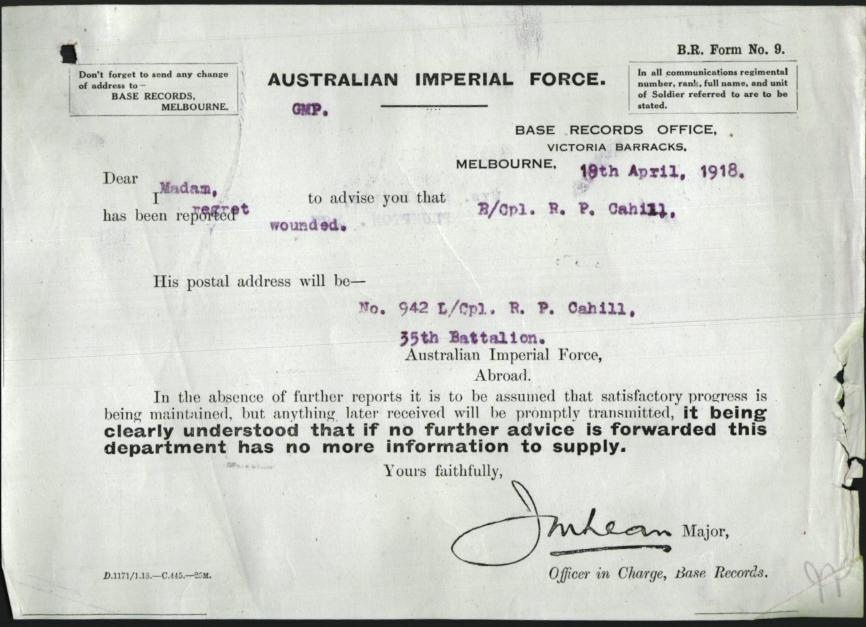 B.R. Form No. 9.
Don't forget to send any change
of address to—
BASE RECORDS,
MELBOURNE.
AUSTRALIAN IMPERIAL FORCE.
In all communications regimental
number, rank, full name, and unit
of Soldier referred to are to be
stated.
GMP.
BASE RECORDS OFFICE,
VICTORIA BARRACKS,
MELBOURNE, 18th April, 1918.
Dear Madam,
I regret to advise you that R/Cpl. R. P. Cahill,
has been reported
wounded.
His postal address will be—
No. 942 L/Cpl. R. P. Cahill,
35th Battalion.
Australian Imperial Force,
Abroad.
In the absence of further reports it is to be assumed that satisfactory progress is
being maintained, but anything later received will be promptly transmitted, it being
clearly understood that if no further advice is forwarded this
department has no more information to supply.
Yours faithfully,
Major,
D.1171/1.18.—C.445.—25M.
Officer in Charge, Base Records.